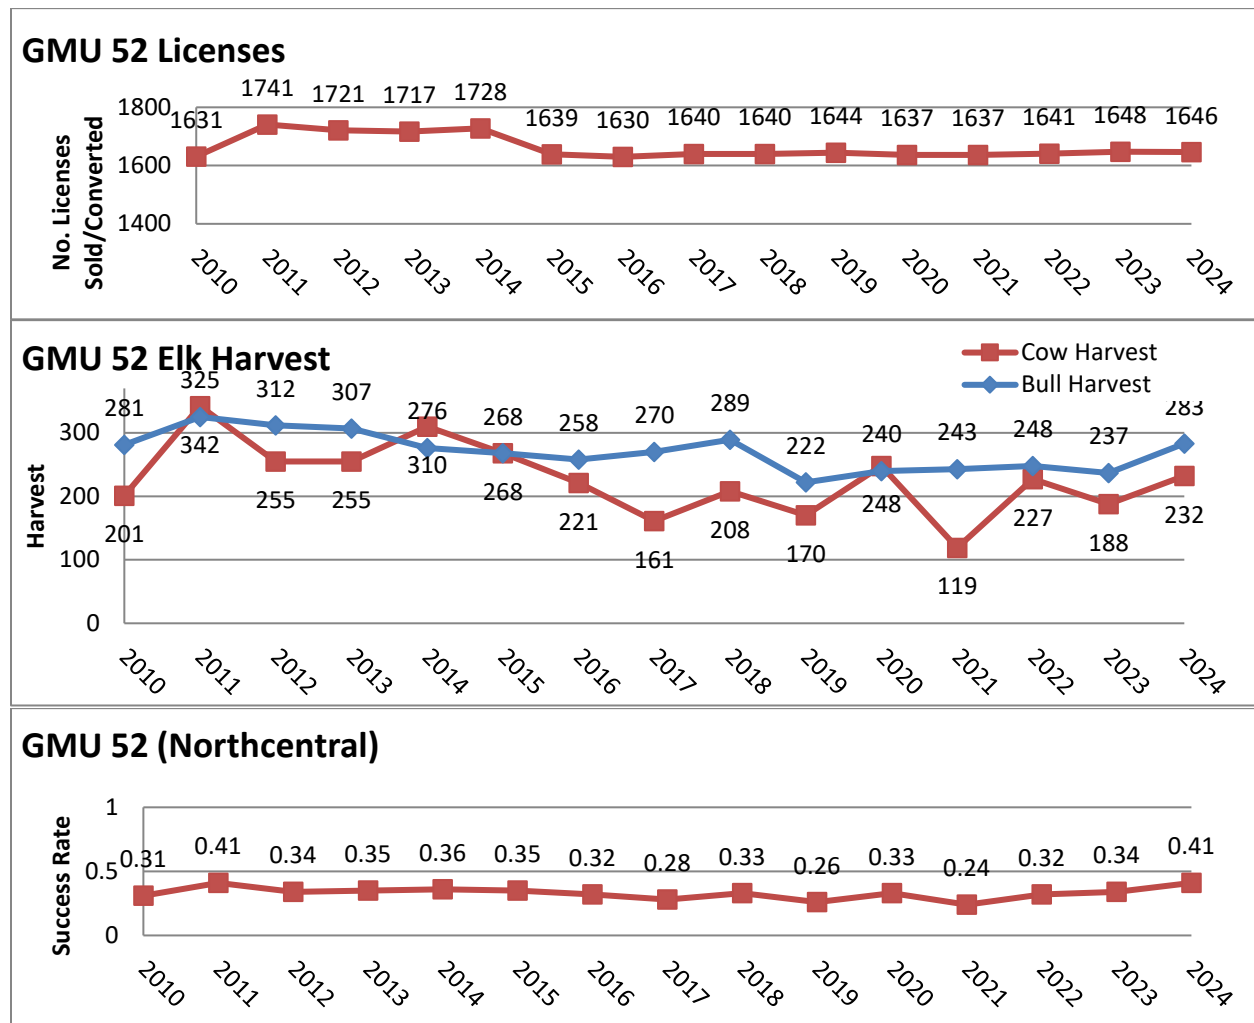 GMU 52 Licenses
No. Licenses
Sold/Converted
1800
1600
1400
1631 1741 1721 1717 1728 1639 1630 1640 1640 1644 1637 1637 1641 1648 1646
2010 2011 2012 2013 2014 2015 2016 2017 2018 2019 2020 2021 2022 2023 2024
GMU 52 Elk Harvest
Cow Harvest
Bull Harvest
Harvest
300
200
100
0
281 325 312 307 276 268 258 270 289 222 240 243 248 237 283
201 342 255 255 310 268 221 161 208 170 248 119 227 188 232
2010 2011 2012 2013 2014 2015 2016 2017 2018 2019 2020 2021 2022 2023 2024
GMU 52 (Northcentral)
Success Rate
1
0.5
0
0.31 0.41 0.34 0.35 0.36 0.35 0.32 0.28 0.33 0.26 0.33 0.24 0.32 0.34 0.41
2010 2011 2012 2013 2014 2015 2016 2017 2018 2019 2020 2021 2022 2023 2024